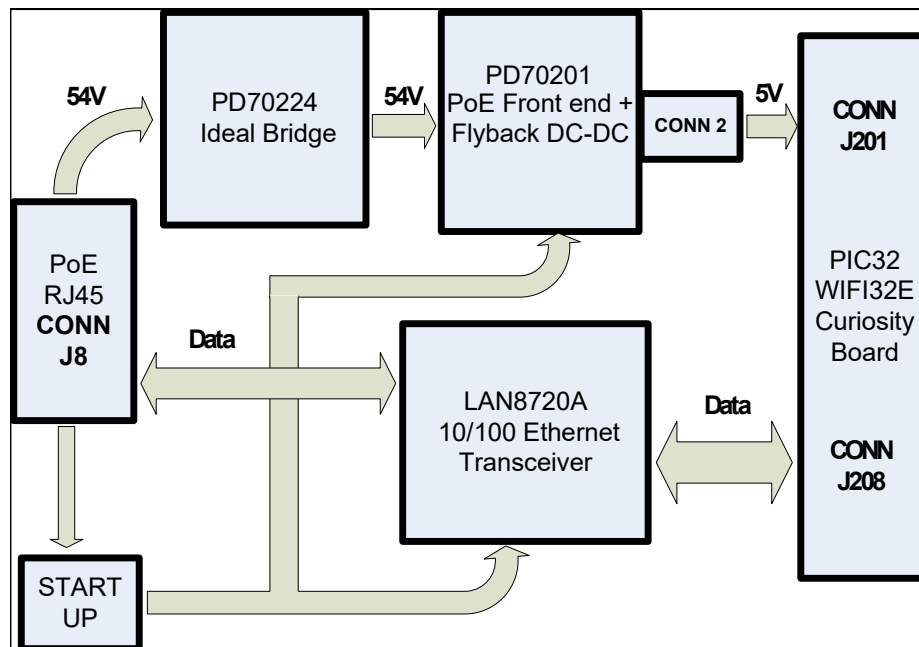 54V
PD70224
Ideal Bridge
54V
PD70201
PoE Front end +
Flyback DC-DC
CONN 2
5V
CONN
J201
PIC32
WIFI32E
Curiosity
Board
CONN
J208
PoE
RJ45
CONN
J8
Data
LAN8720A
10/100 Ethernet
Transceiver
Data
START
UP